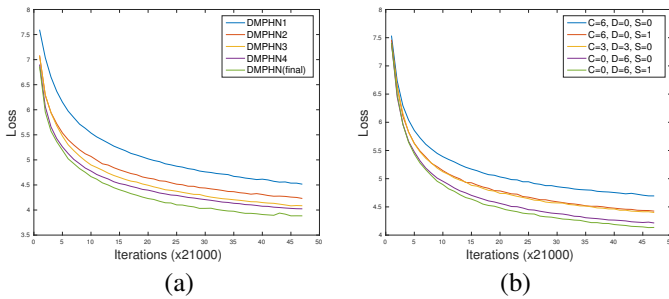 8
7.5
7
6.5
6
5.5
5
4.5
4
3.5
Loss
DMPHN1
DMPHN2
DMPHN3
DMPHN4
DMPHN(final)
0 5 10 15 20 25 30 35 40 45 50
Iterations (x21000)
(a)
8
7.5
7
6.5
6
5.5
5
4.5
4
Loss
C=6, D=0, S=0
C=6, D=0, S=1
C=3, D=3, S=0
C=0, D=6, S=0
C=0, D=6, S=1
0 5 10 15 20 25 30 35 40 45 50
Iterations (x21000)
(b)